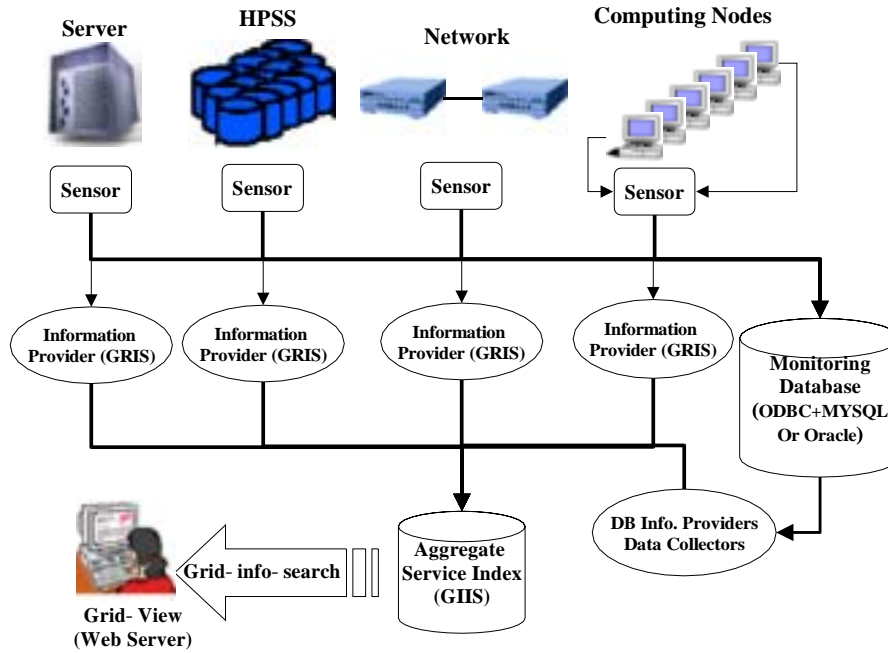 Server
HPSS
Network
Computing Nodes
Sensor
Sensor
Sensor
Sensor
Information
Provider (GRIS)
Information
Provider (GRIS)
Information
Provider (GRIS)
Information
Provider (GRIS)
Monitoring
Database
(ODBC+MYSQL
Or Oracle)
DB Info. Providers
Data Collectors
Aggregate
Service Index
(GIIS)
Grid- info- search
Grid- View
(Web Server)